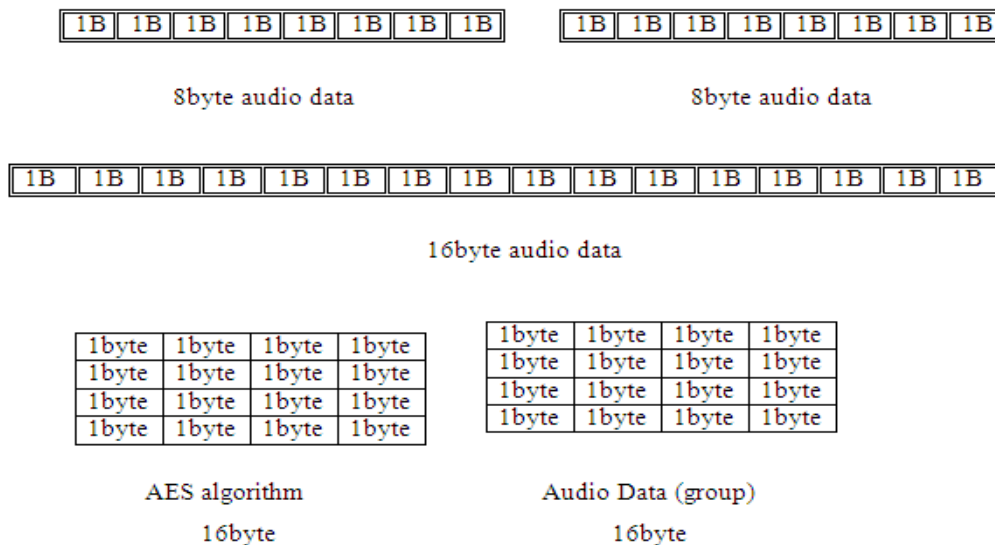 1B 1B 1B 1B 1B 1B 1B 1B 1B 1B 1B 1B 1B 1B 1B 1B
8byte audio data 8byte audio data
1B 1B 1B 1B 1B 1B 1B 1B 1B 1B 1B 1B 1B 1B 1B 1B
16byte audio data
1byte 1byte 1byte 1byte
1byte 1byte 1byte 1byte
1byte 1byte 1byte 1byte
1byte 1byte 1byte 1byte
1byte 1byte 1byte 1byte
1byte 1byte 1byte 1byte
1byte 1byte 1byte 1byte
1byte 1byte 1byte 1byte
AES algorithm
16byte
Audio Data (group)
16byte